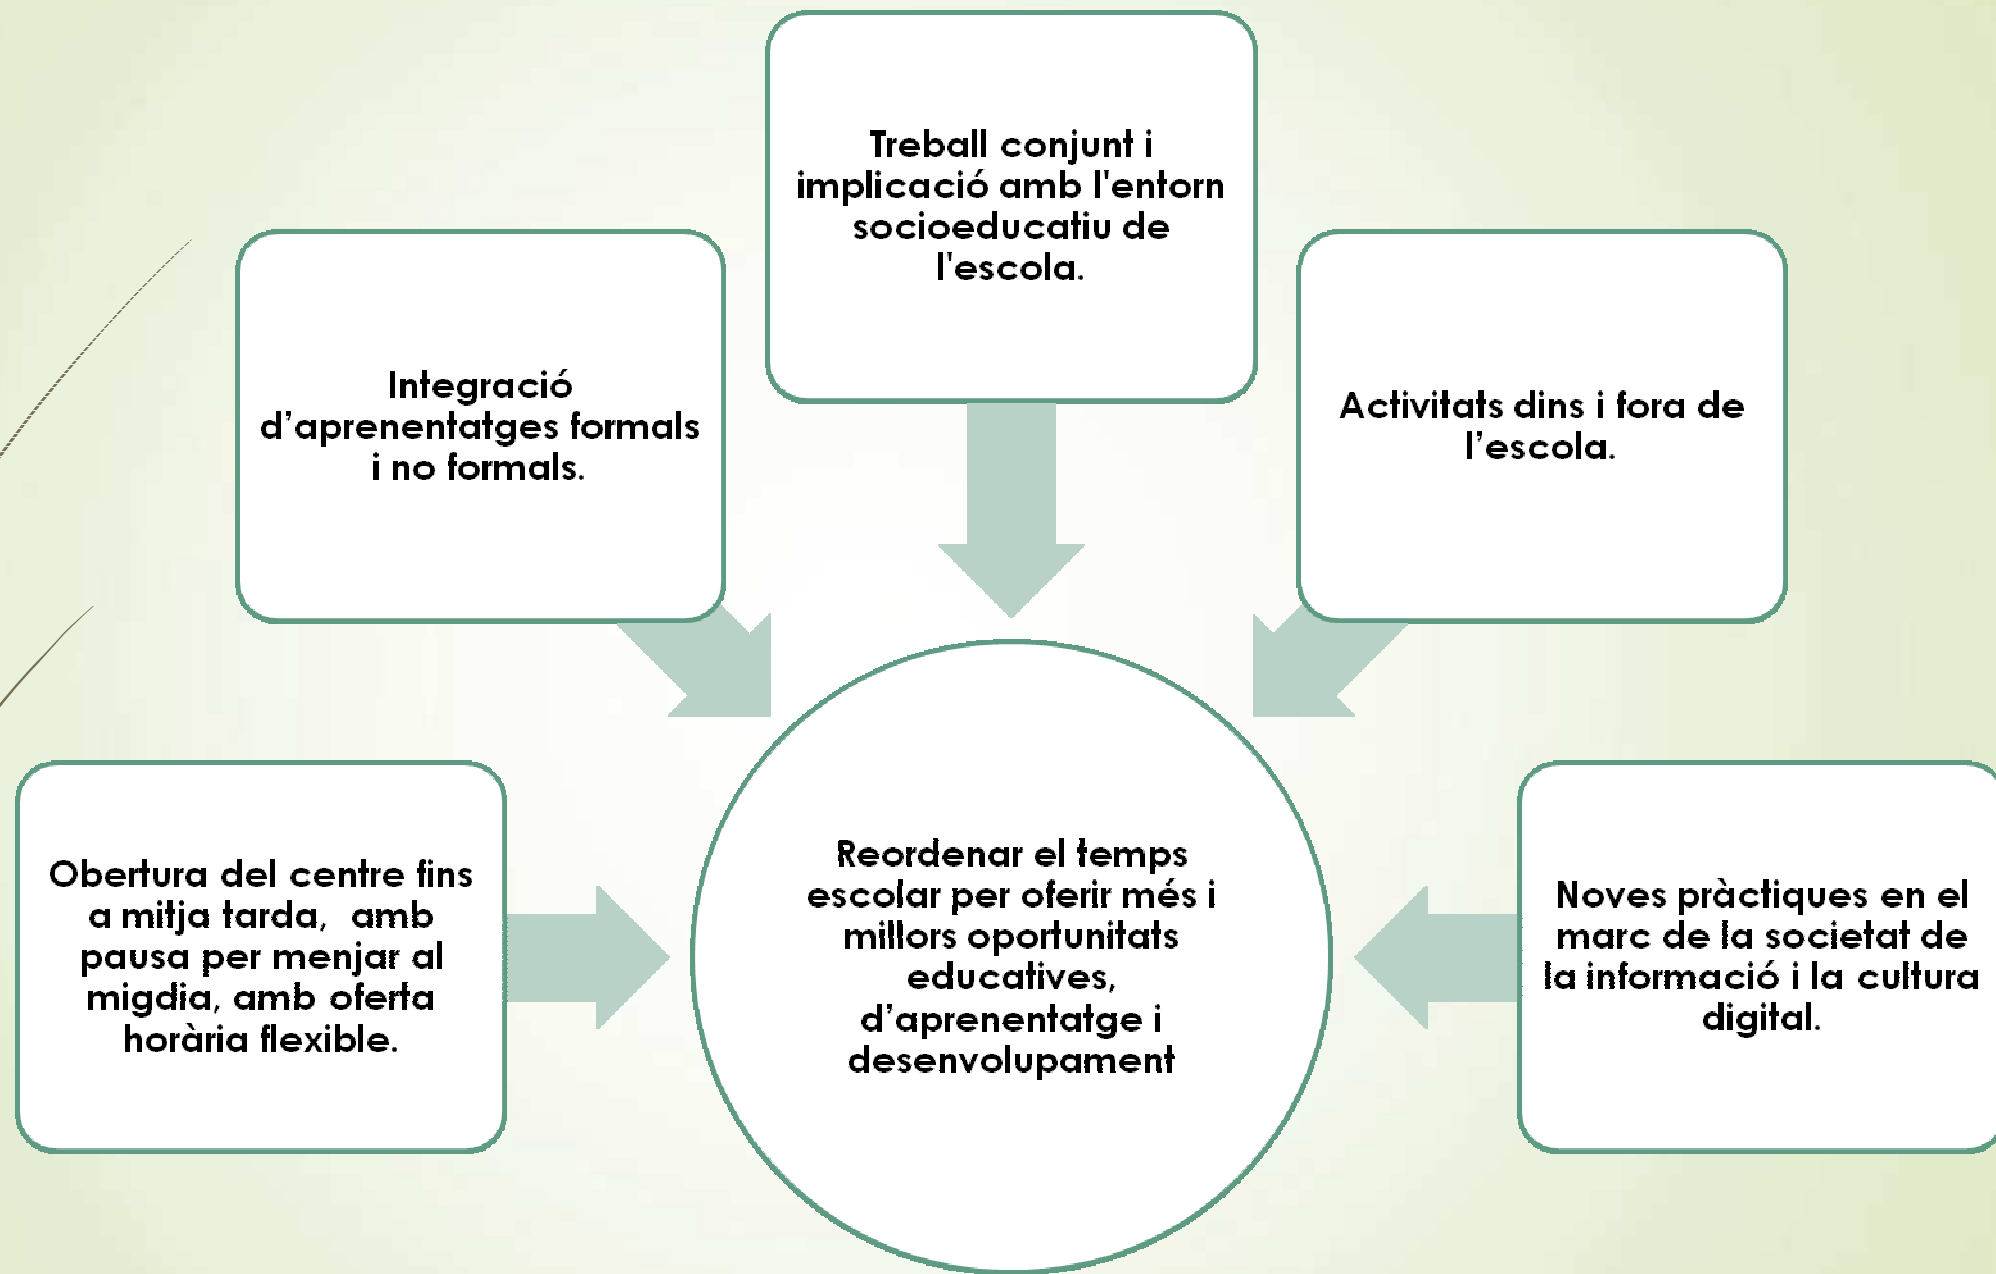 Treball conjunt i
implicació amb l'entorn
socioeducatiu de
l'escola.
Integració
d’aprenentatges formals
i no formals.
Activitats dins i fora de
l’escola.
Obertura del centre fins
a mitja tarda, amb
pausa per menjar al
migdia, amb oferta
horària flexible.
Reordenar el temps
escolar per oferir més i
millors oportunitats
educatives,
d’aprenentatge i
desenvolupament
Noves pràctiques en el
marc de la societat de
la informació i la cultura
digital.